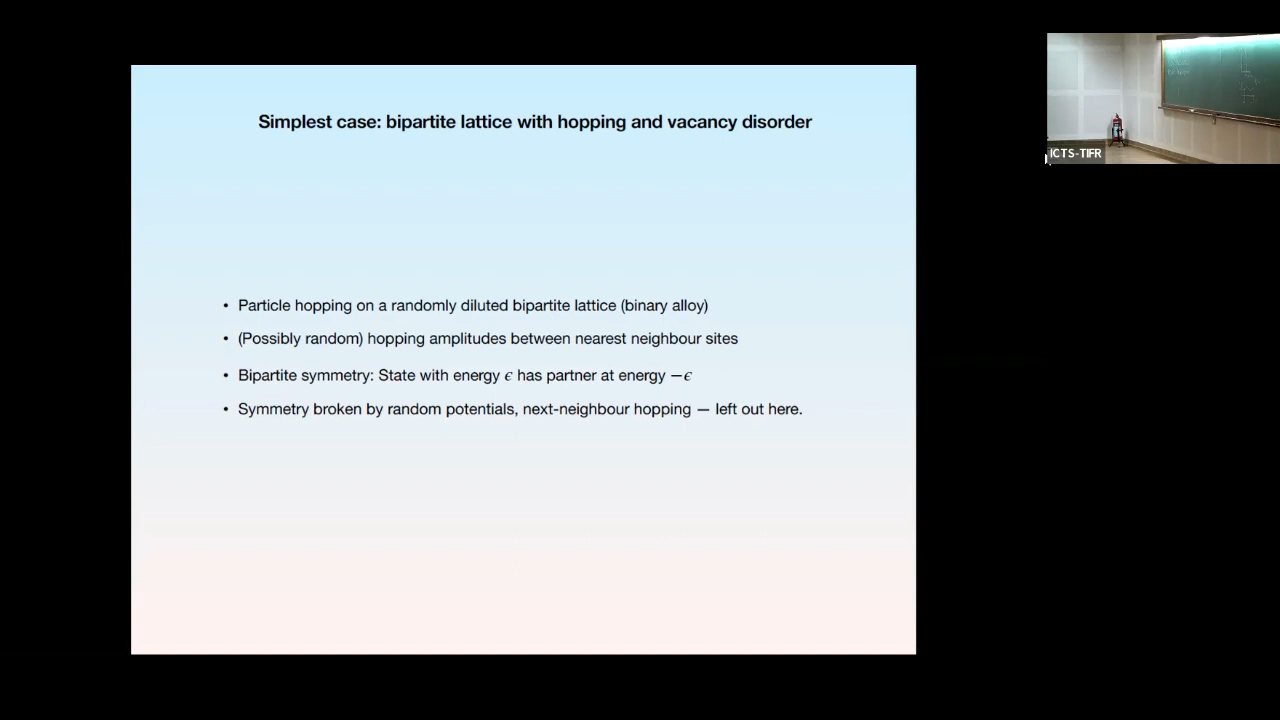 Simplest case: bipartite lattice with hopping and vacancy disorder
• Particle hopping on a randomly diluted bipartite lattice (binary alloy)
• (Possibly random) hopping amplitudes between nearest neighbour sites
• Bipartite symmetry: State with energy ϵ has partner at energy −ϵ
• Symmetry broken by random potentials, next-neighbour hopping — left out here.
ICTS-TIFR